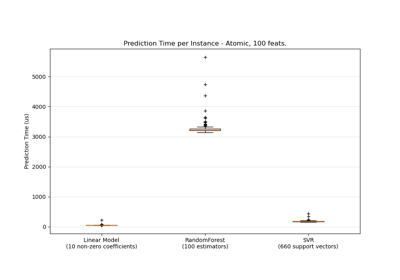 Prediction Time per Instance - Atomic, 100 feats.
Prediction Time (us)
5000
4000
3000
2000
1000
0
Linear Model
(10 non-zero coefficients)
RandomForest
(100 estimators)
SVR
(660 support vectors)